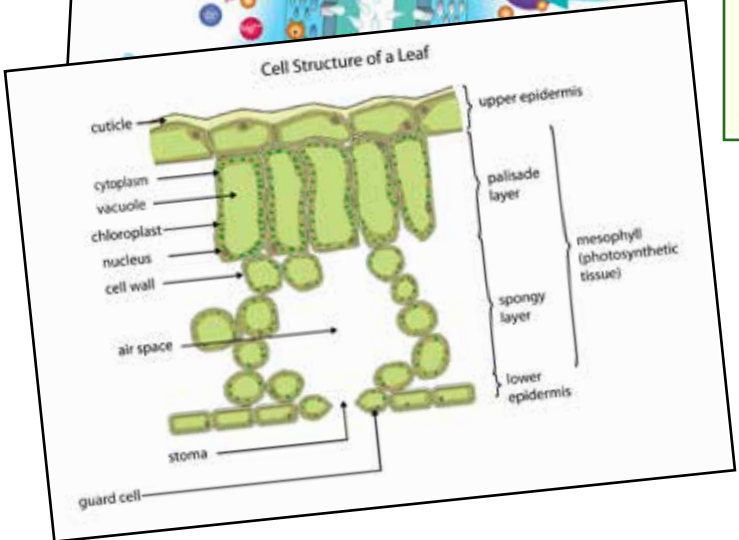 Cell Structure of a Leaf
cuticle
upper epidermis
cytoplasm
vacuole
chloroplast
nucleus
cell wall
palisade
layer
mesophyll
(photosynthetic
tissue)
air space
spongy
layer
lower
epidermis
stoma
guard cell